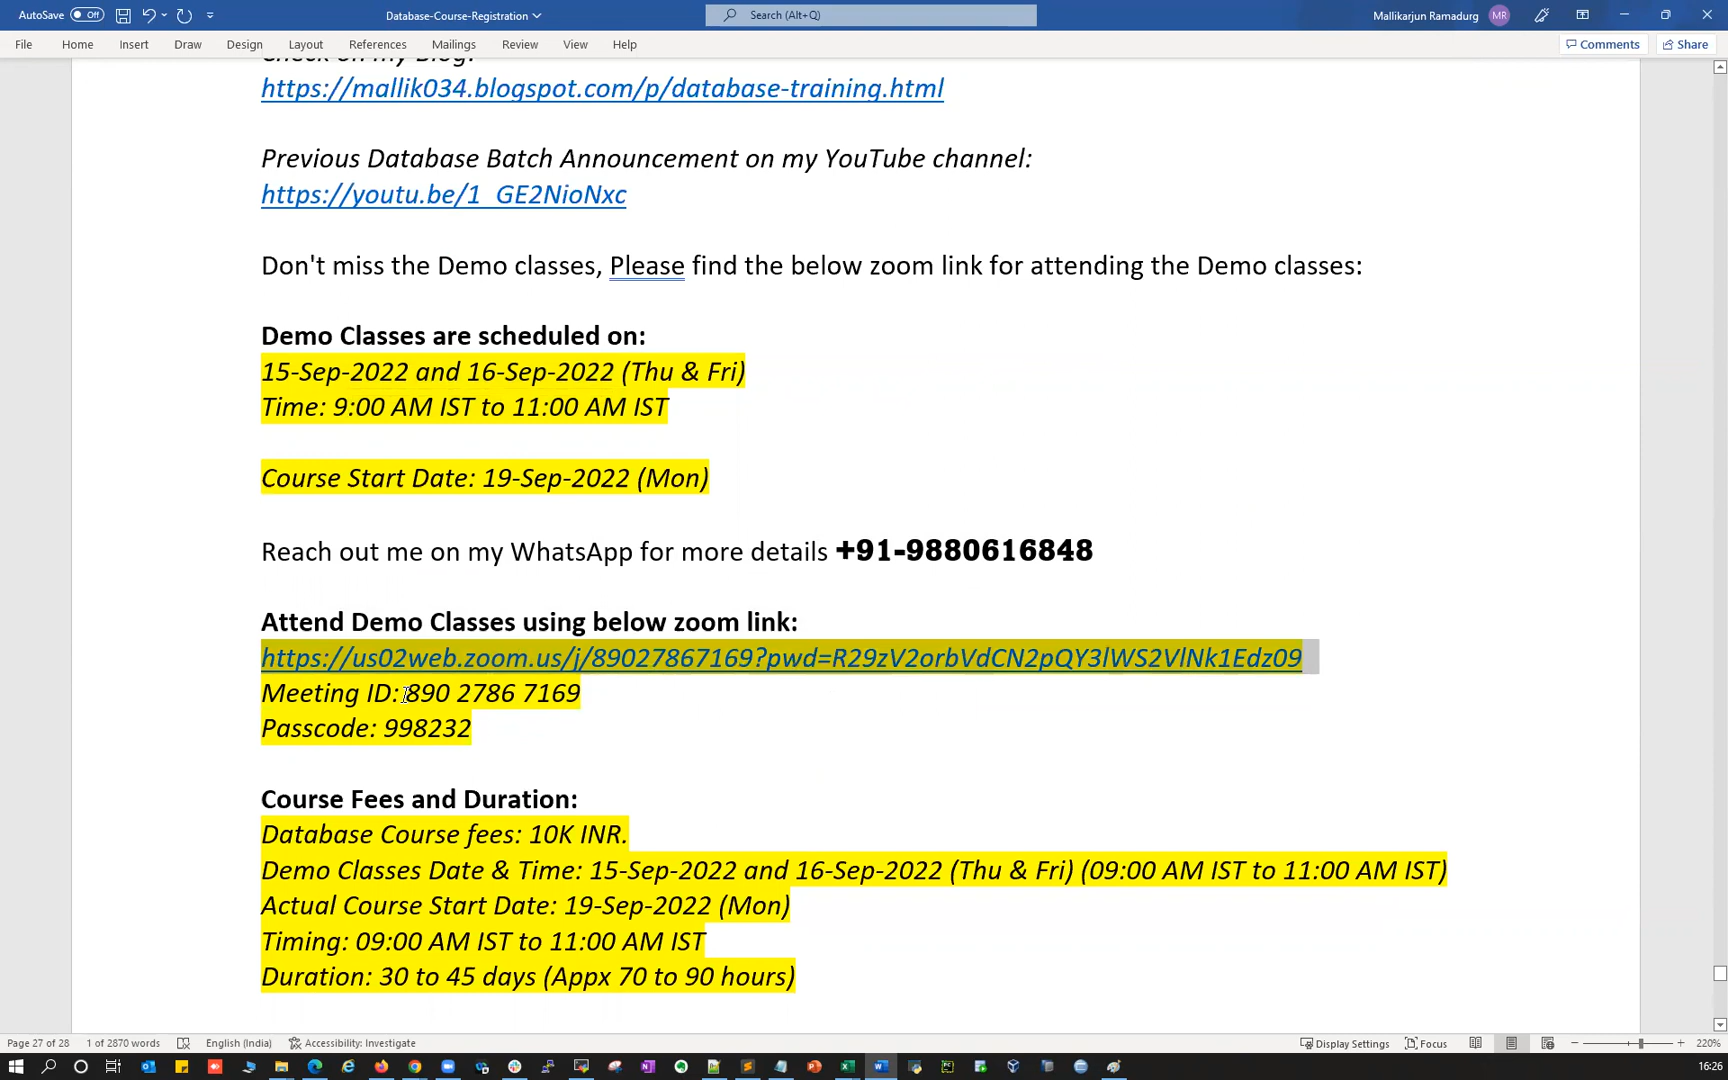 AutoSave Off Database-Course-Registration Search (Alt+Q) Mallikarjun Ramadurg MR
File Home Insert Draw Design Layout References Mailings Review View Help Comments Share
Check on my Blog:
https://mallik034.blogspot.com/p/database-training.html
Previous Database Batch Announcement on my YouTube channel:
https://youtu.be/1_GE2NioNxc
Don't miss the Demo classes, Please find the below zoom link for attending the Demo classes:
Demo Classes are scheduled on:
15-Sep-2022 and 16-Sep-2022 (Thu & Fri)
Time: 9:00 AM IST to 11:00 AM IST
Course Start Date: 19-Sep-2022 (Mon)
Reach out me on my WhatsApp for more details +91-9880616848
Attend Demo Classes using below zoom link:
https://us02web.zoom.us/j/89027867169?pwd=R29zV2orbVdCN2pQY3lWS2VlNk1Edz09
Meeting ID: 890 2786 7169
Passcode: 998232
Course Fees and Duration:
Database Course fees: 10K INR.
Demo Classes Date & Time: 15-Sep-2022 and 16-Sep-2022 (Thu & Fri) (09:00 AM IST to 11:00 AM IST)
Actual Course Start Date: 19-Sep-2022 (Mon)
Timing: 09:00 AM IST to 11:00 AM IST
Duration: 30 to 45 days (Appx 70 to 90 hours)
Page 27 of 28 1 of 2870 words English (India) Accessibility: Investigate Display Settings Focus 220%
16:26